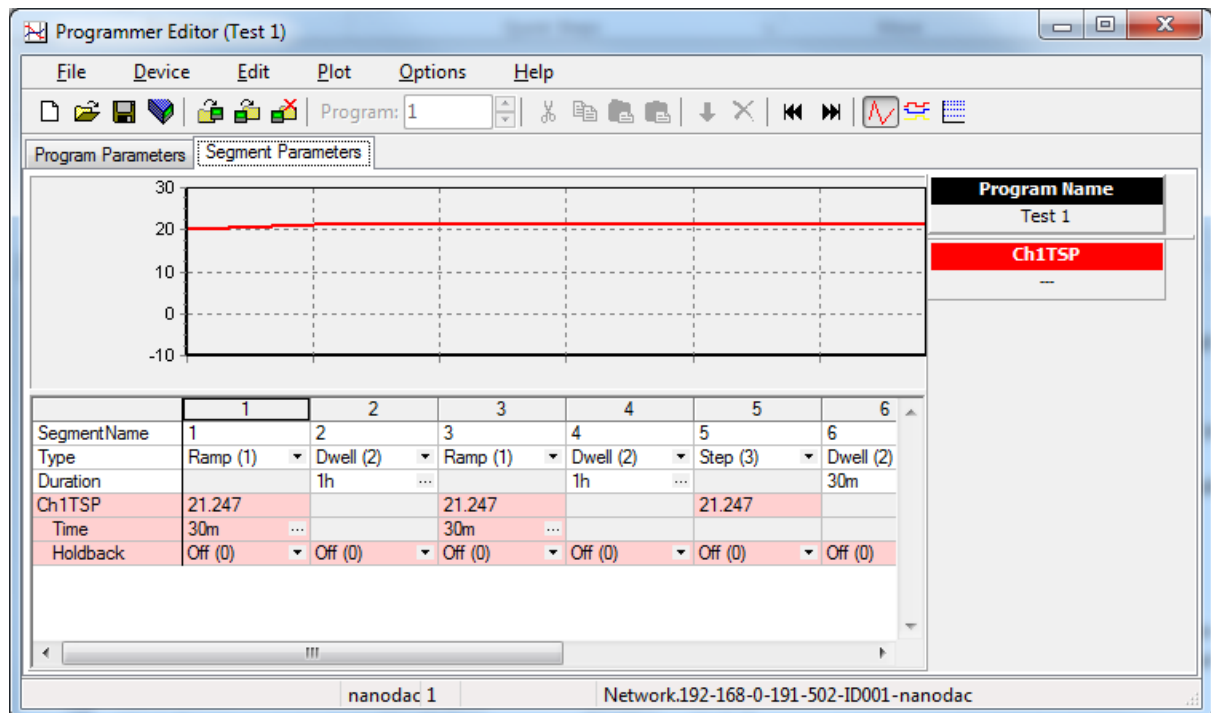 Programmer Editor (Test 1)
File Device Edit Plot Options Help
Program: 1
Program Parameters Segment Parameters
30
20
10
0
-10
Program Name
Test 1
Ch1TSP
---
1 2 3 4 5 6
SegmentName 1 2 3 4 5 6
Type Ramp (1) Dwell (2) Ramp (1) Dwell (2) Step (3) Dwell (2)
Duration 1h ... 1h ... 30m
Ch1TSP 21.247 21.247 21.247
Time 30m ... 30m ...
Holdback Off (0) Off (0) Off (0) Off (0) Off (0) Off (0)
nanodac 1 Network.192-168-0-191-502-ID001-nanodac